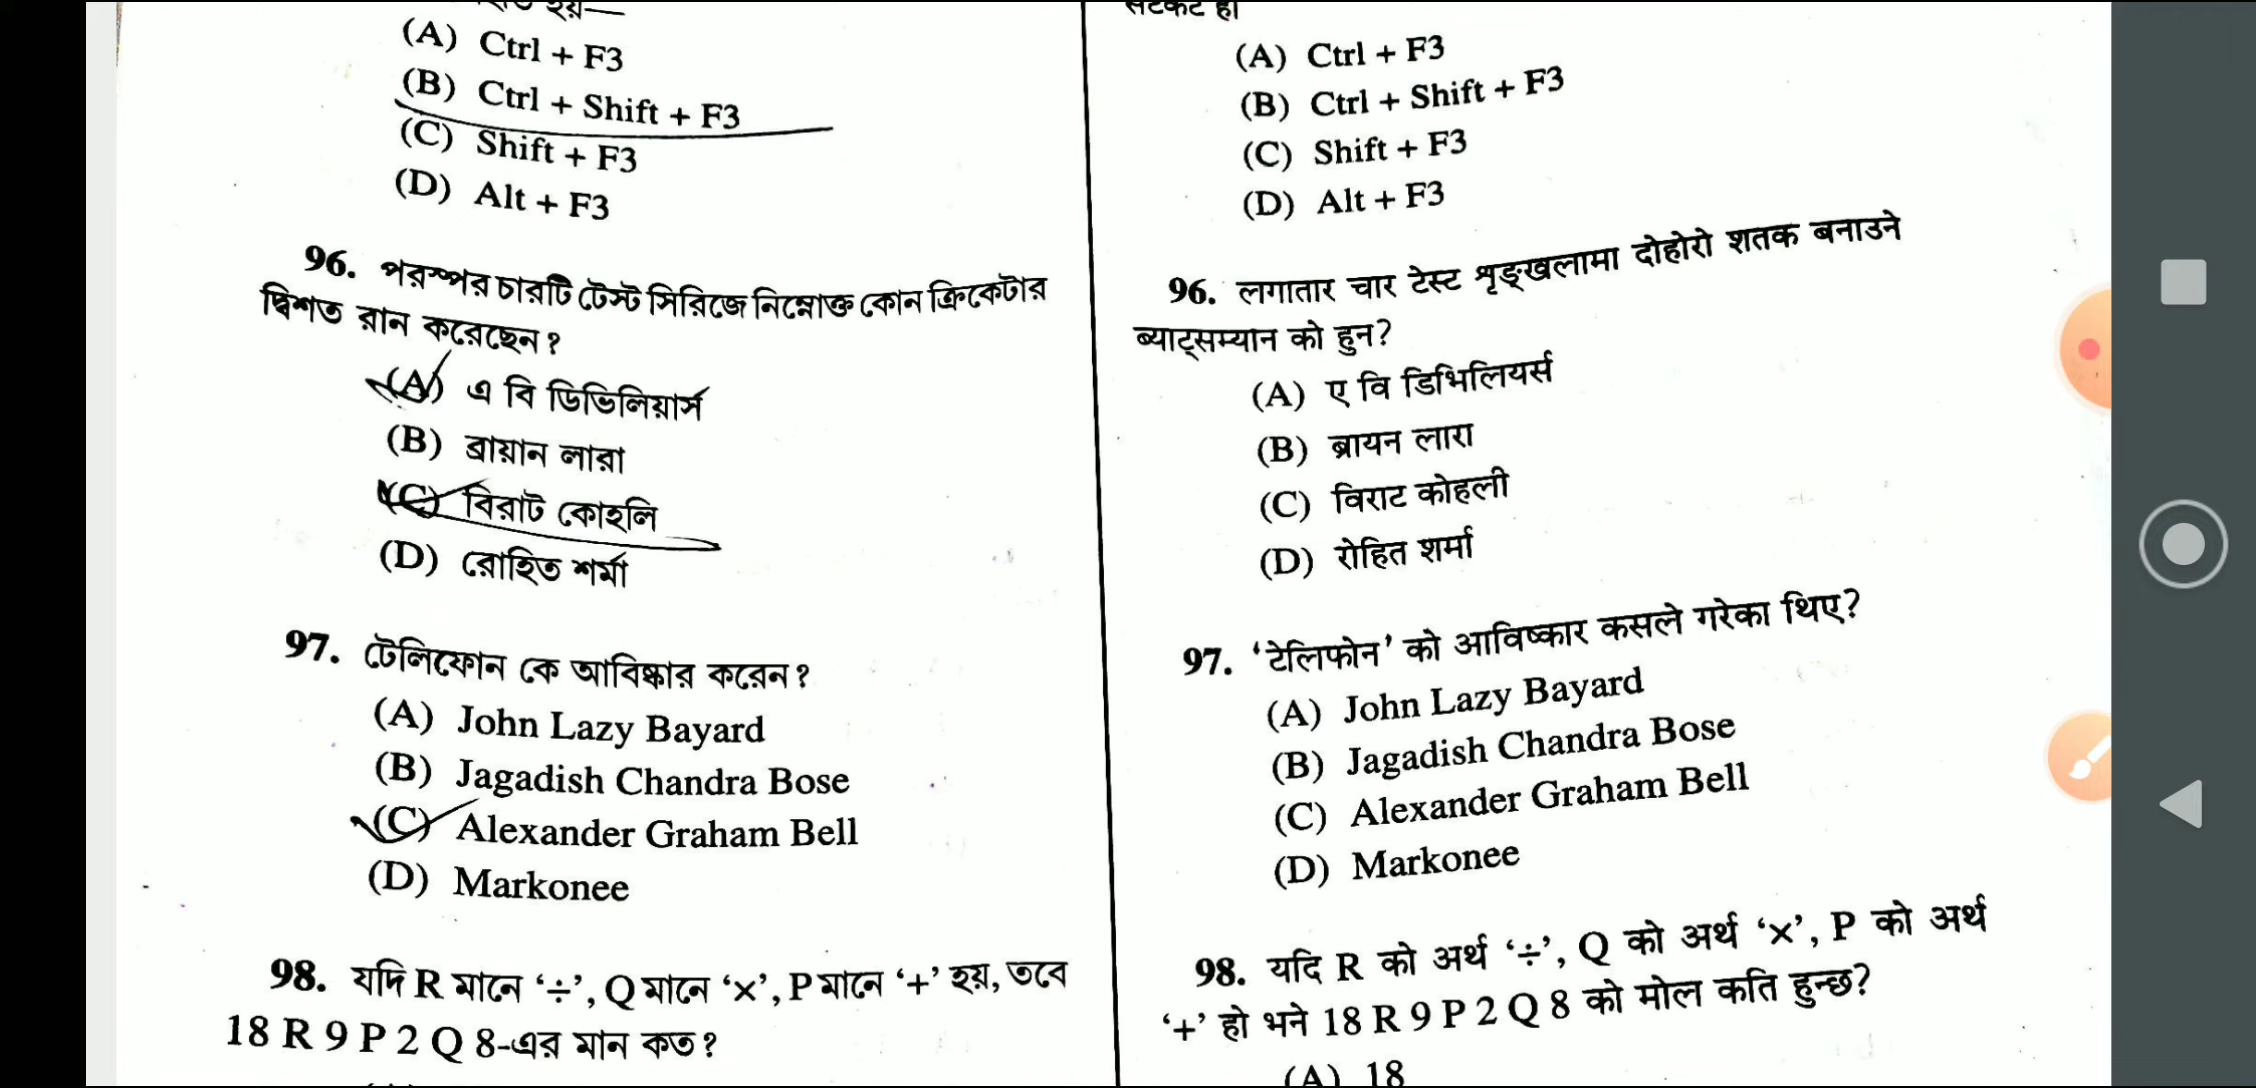 হয়—
(A) Ctrl + F3
(B) Ctrl + Shift + F3
(C) Shift + F3
(D) Alt + F3
96. পরস্পর চারটি টেস্ট সিরিজে নিম্নোক্ত কোন ক্রিকেটার
দ্বিশত রান করেছেন?
(A) এ বি ডিভিলিয়ার্স
(B) ব্রায়ান লারা
(C) বিরাট কোহলি
(D) রোহিত শর্মা
97. টেলিফোন কে আবিষ্কার করেন?
(A) John Lazy Bayard
(B) Jagadish Chandra Bose
(C) Alexander Graham Bell
(D) Markonee
98. যদি R মানে ‘÷’, Q মানে ‘×’, P মানে ‘+’ হয়, তবে
18 R 9 P 2 Q 8-এর মান কত?
सटकट हो
(A) Ctrl + F3
(B) Ctrl + Shift + F3
(C) Shift + F3
(D) Alt + F3
96. लगातार चार टेस्ट शृङ्खलामा दोहोरो शतक बनाउने
ब्याट्सम्यान को हुन?
(A) ए वि डिभिलियर्स
(B) ब्रायन लारा
(C) विराट कोहली
(D) रोहित शर्मा
97. ‘टेलिफोन’ को आविष्कार कसले गरेका थिए?
(A) John Lazy Bayard
(B) Jagadish Chandra Bose
(C) Alexander Graham Bell
(D) Markonee
98. यदि R को अर्थ ‘÷’, Q को अर्थ ‘×’, P को अर्थ
‘+’ हो भने 18 R 9 P 2 Q 8 को मोल कति हुन्छ?
(A) 18